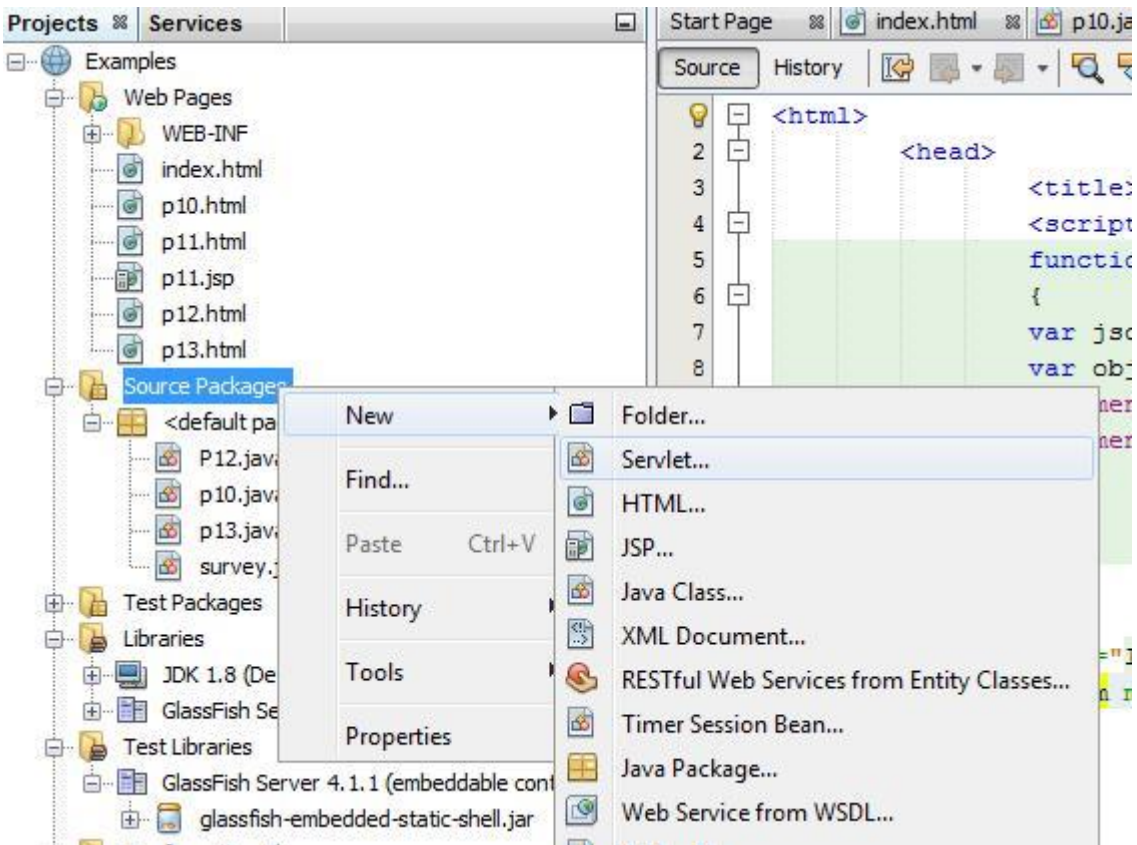 Projects Services
Start Page index.html p10.ja
Source History
Examples
Web Pages
WEB-INF
index.html
p10.html
p11.html
p11.jsp
p12.html
p13.html
Source Packages
<default pa
P12.java
p10.java
p13.java
survey.j
Test Packages
Libraries
JDK 1.8 (De
GlassFish Se
Test Libraries
GlassFish Server 4.1.1 (embeddable cont
glassfish-embedded-static-shell.jar
<html>
2 <head>
3 <title>
4 <script
5 functio
6 {
7 var jso
8 var obj
New
Find...
Paste Ctrl+V
History
Tools
Properties
Folder...
Servlet...
HTML...
JSP...
Java Class...
XML Document...
RESTful Web Services from Entity Classes...
Timer Session Bean...
Java Package...
Web Service from WSDL...